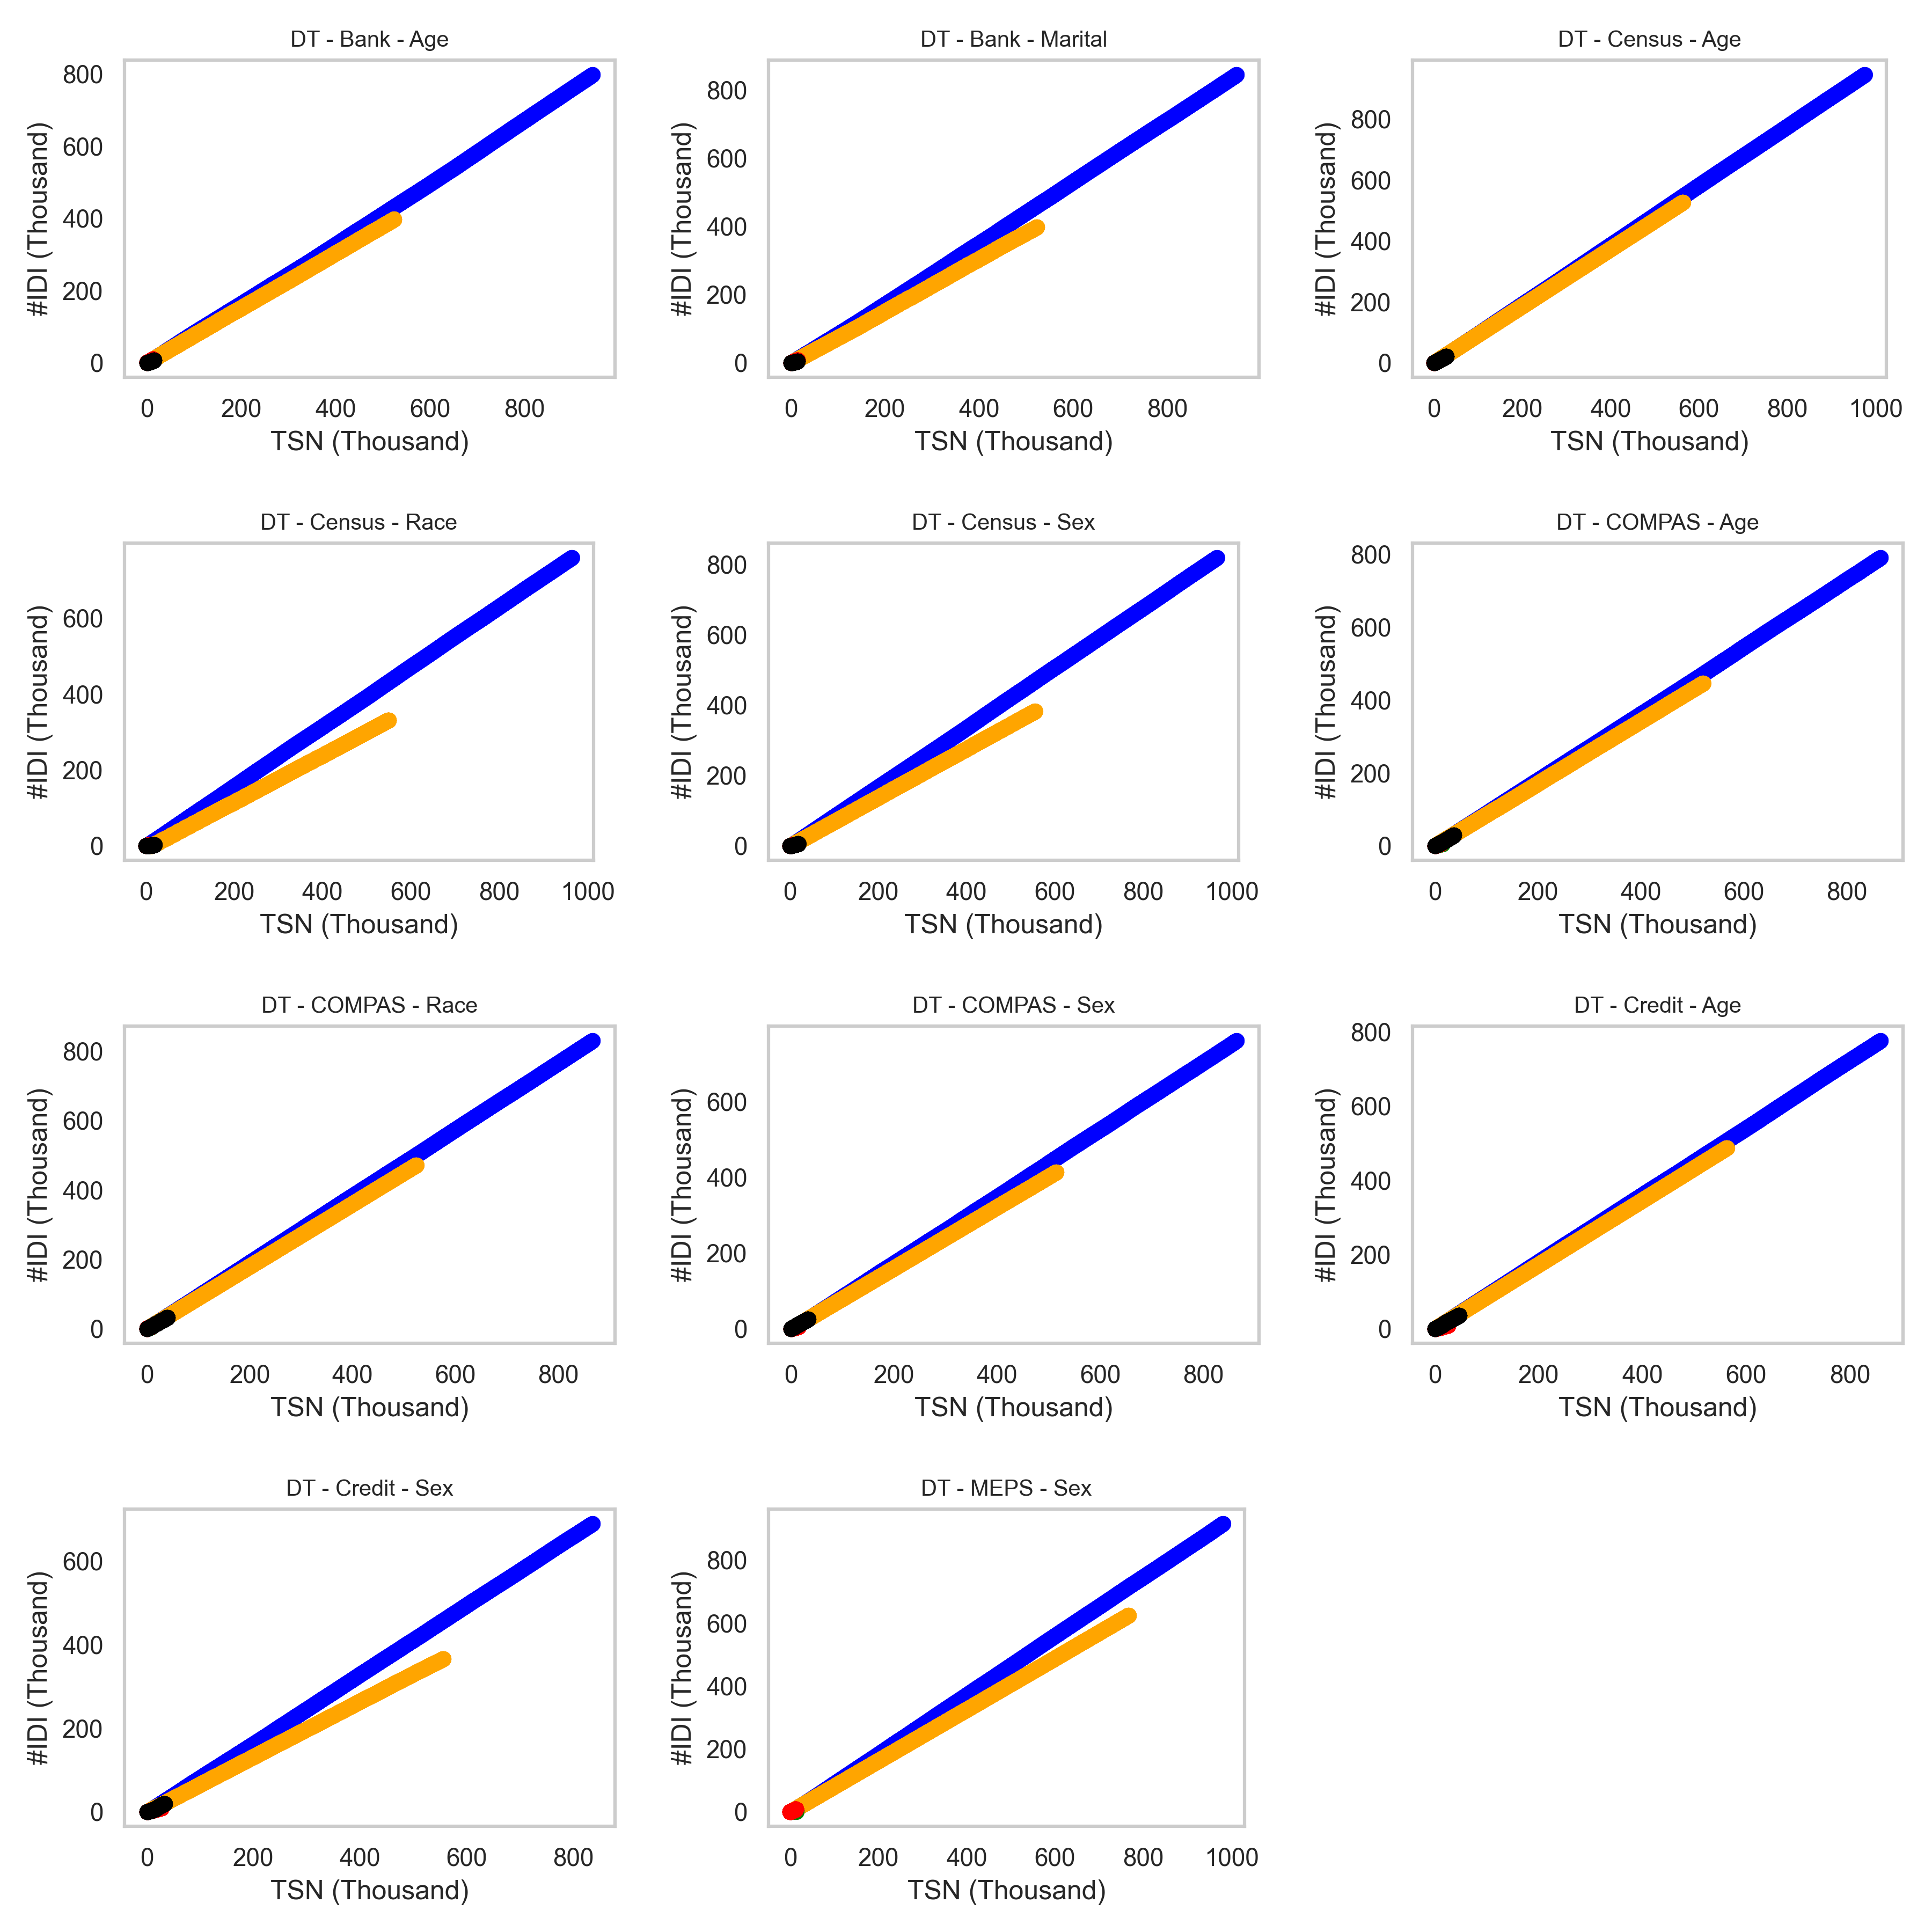 DT - Bank - Age
800
600
400
200
0
#IDI (Thousand)
0 200 400 600 800
TSN (Thousand)
DT - Bank - Marital
800
600
400
200
0
#IDI (Thousand)
0 200 400 600 800
TSN (Thousand)
DT - Census - Age
800
600
400
200
0
#IDI (Thousand)
0 200 400 600 800 1000
TSN (Thousand)
DT - Census - Race
600
400
200
0
#IDI (Thousand)
0 200 400 600 800 1000
TSN (Thousand)
DT - Census - Sex
800
600
400
200
0
#IDI (Thousand)
0 200 400 600 800 1000
TSN (Thousand)
DT - COMPAS - Age
800
600
400
200
0
#IDI (Thousand)
0 200 400 600 800
TSN (Thousand)
DT - COMPAS - Race
800
600
400
200
0
#IDI (Thousand)
0 200 400 600 800
TSN (Thousand)
DT - COMPAS - Sex
600
400
200
0
#IDI (Thousand)
0 200 400 600 800
TSN (Thousand)
DT - Credit - Age
800
600
400
200
0
#IDI (Thousand)
0 200 400 600 800
TSN (Thousand)
DT - Credit - Sex
600
400
200
0
#IDI (Thousand)
0 200 400 600 800
TSN (Thousand)
DT - MEPS - Sex
800
600
400
200
0
#IDI (Thousand)
0 200 400 600 800 1000
TSN (Thousand)